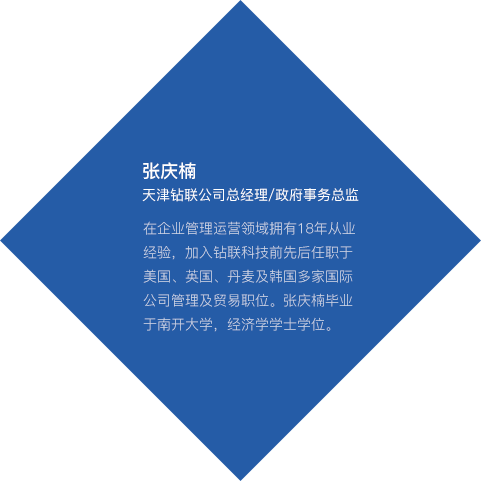 张庆楠
天津钻联公司总经理/政府事务总监
在企业管理运营领域拥有18年从业
经验，加入钻联科技前先后任职于
美国、英国、丹麦及韩国多家国际
公司管理及贸易职位。张庆楠毕业
于南开大学，经济学学士学位。